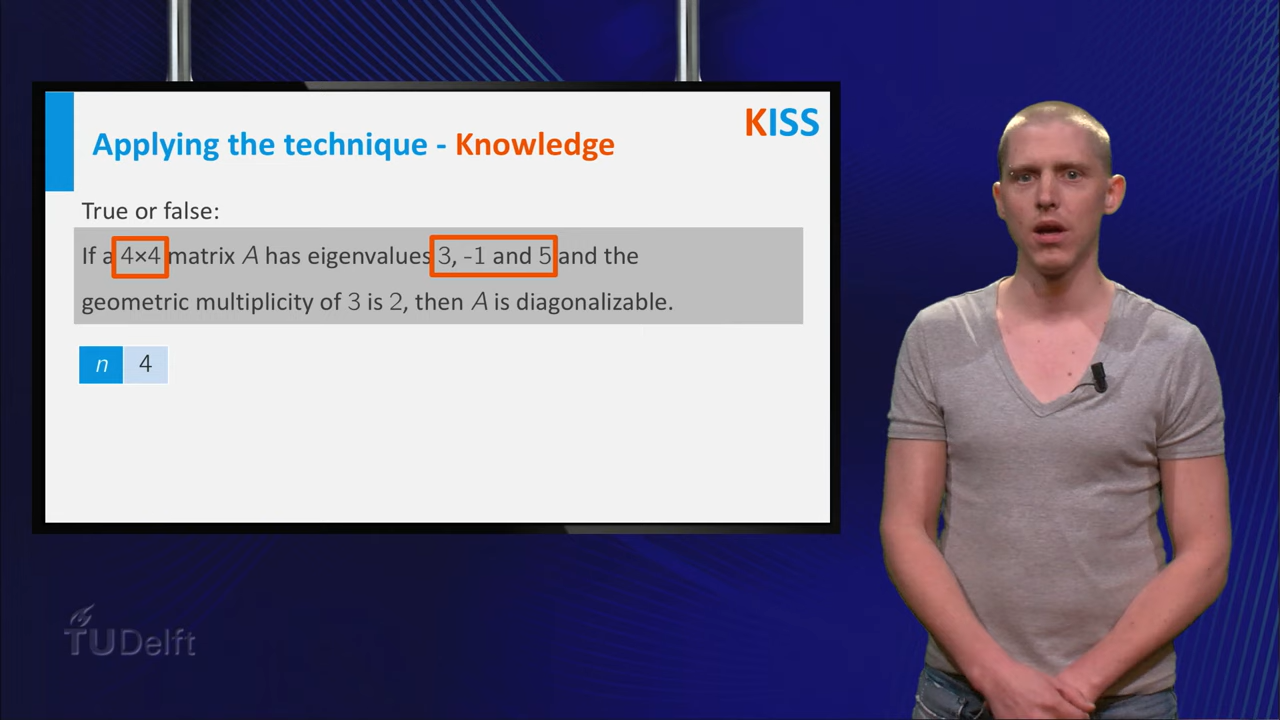 KISS
Applying the technique - Knowledge
True or false:
If a 4×4 matrix A has eigenvalues 3, -1 and 5 and the
geometric multiplicity of 3 is 2, then A is diagonalizable.
n 4
TUDelft